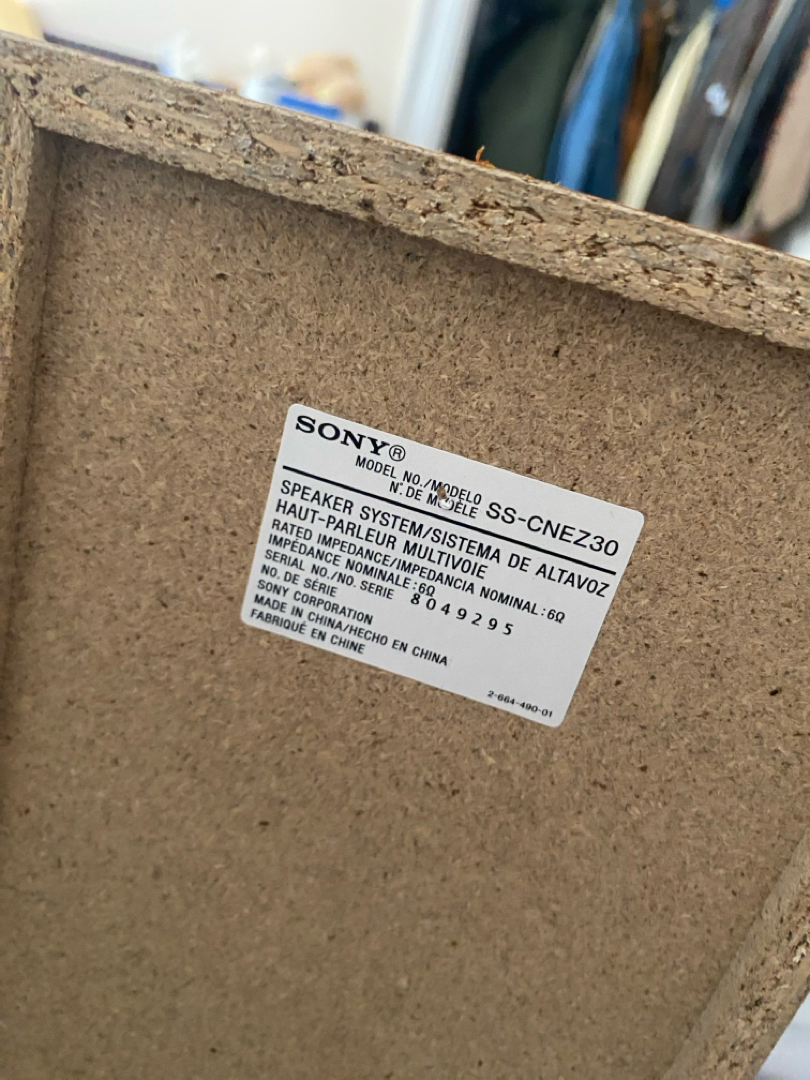 SONY®
MODEL NO./MODELO
N°. DE MODÈLE SS-CNEZ30
SPEAKER SYSTEM/SISTEMA DE ALTAVOZ
HAUT-PARLEUR MULTIVOIE
RATED IMPEDANCE/IMPEDANCIA NOMINAL:6Ω
IMPÉDANCE NOMINALE:6Ω
SERIAL NO./NO. SERIE 8049295
NO. DE SÉRIE
SONY CORPORATION
MADE IN CHINA/HECHO EN CHINA
FABRIQUÉ EN CHINE
2-664-490-01